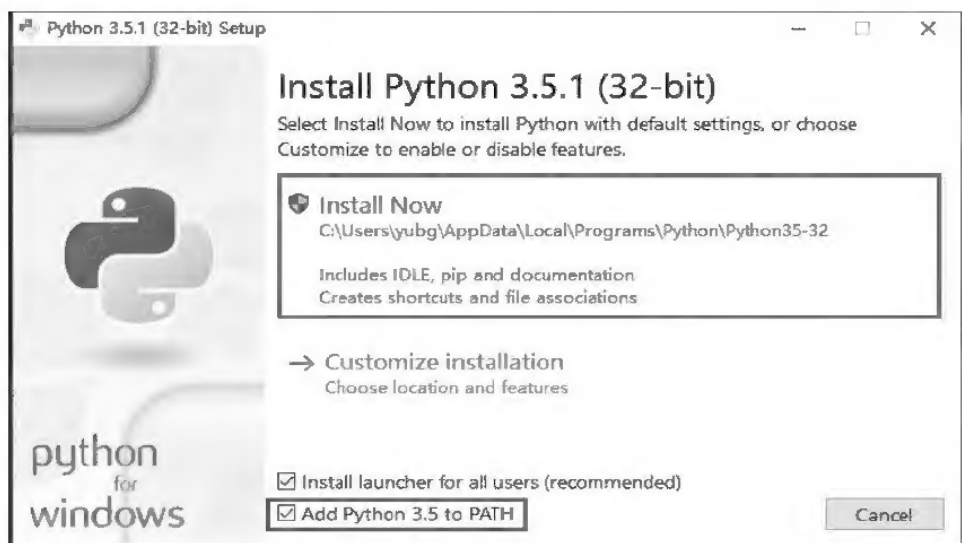 Python 3.5.1 (32-bit) Setup
Install Python 3.5.1 (32-bit)
Select Install Now to install Python with default settings, or choose
Customize to enable or disable features.
Install Now
C:\Users\yubg\AppData\Local\Programs\Python\Python35-32
Includes IDLE, pip and documentation
Creates shortcuts and file associations
→ Customize installation
Choose location and features
python
for
windows
Install launcher for all users (recommended)
Add Python 3.5 to PATH
Cancel